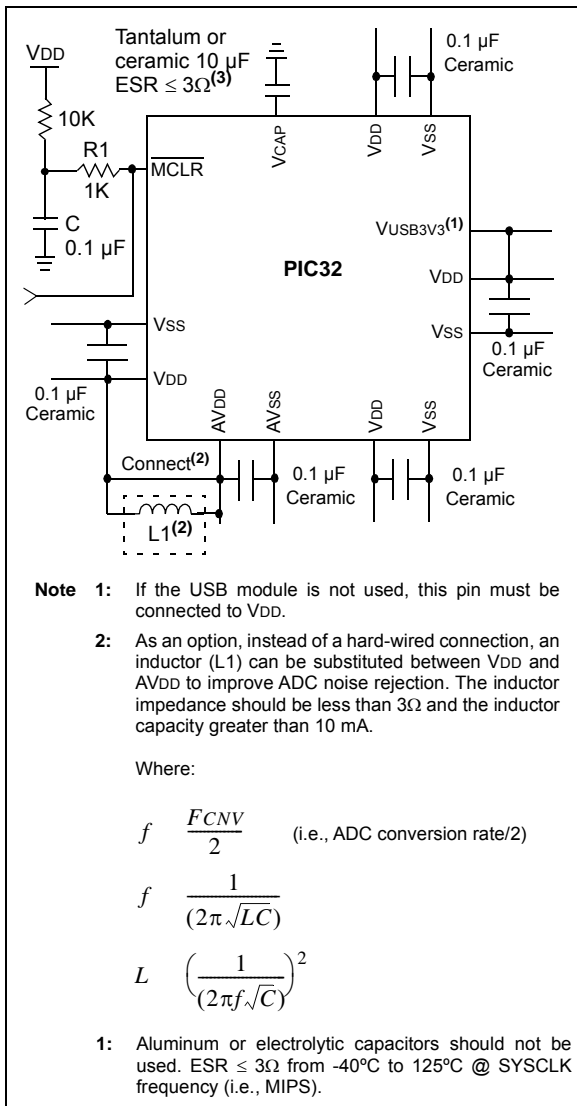 VDD
Tantalum or
ceramic 10 µF
ESR ≤ 3Ω(3)
0.1 µF
Ceramic
10K
R1
1K
MCLR
VCAP
VDD
VSS
C
0.1 µF
VUSB3V3(1)
PIC32
VDD
VSS
0.1 µF
Ceramic
VSS
VDD
0.1 µF
Ceramic
AVDD
AVSS
VDD
VSS
Connect(2)
0.1 µF
Ceramic
0.1 µF
Ceramic
L1(2)
Note 1: If the USB module is not used, this pin must be
connected to VDD.
2: As an option, instead of a hard-wired connection, an
inductor (L1) can be substituted between VDD and
AVDD to improve ADC noise rejection. The inductor
impedance should be less than 3Ω and the inductor
capacity greater than 10 mA.
Where:
f FCNV/2 (i.e., ADC conversion rate/2)
f 1/(2π√LC)
L (1/(2πf√C))²
1: Aluminum or electrolytic capacitors should not be
used. ESR ≤ 3Ω from -40ºC to 125ºC @ SYSCLK
frequency (i.e., MIPS).